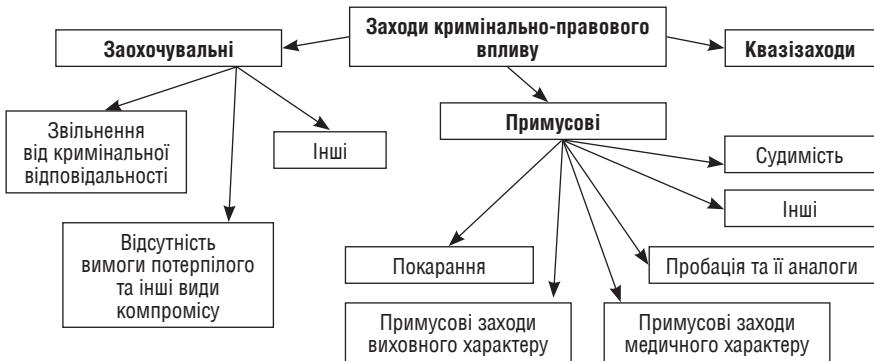 Заходи кримінально-правового
впливу
Заохочувальні
Квазізаходи
Примусові
Звільнення
від кримінальної
відповідальності
Інші
Судимість
Інші
Відсутність
вимоги потерпілого
та інші види
компромісу
Покарання
Пробація та її аналоги
Примусові заходи
виховного характеру
Примусові заходи
медичного характеру